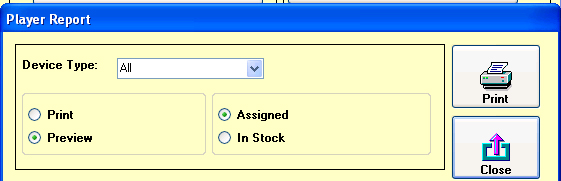 Player Report
Device Type: All
Print
Preview
Assigned
In Stock
Print
Close